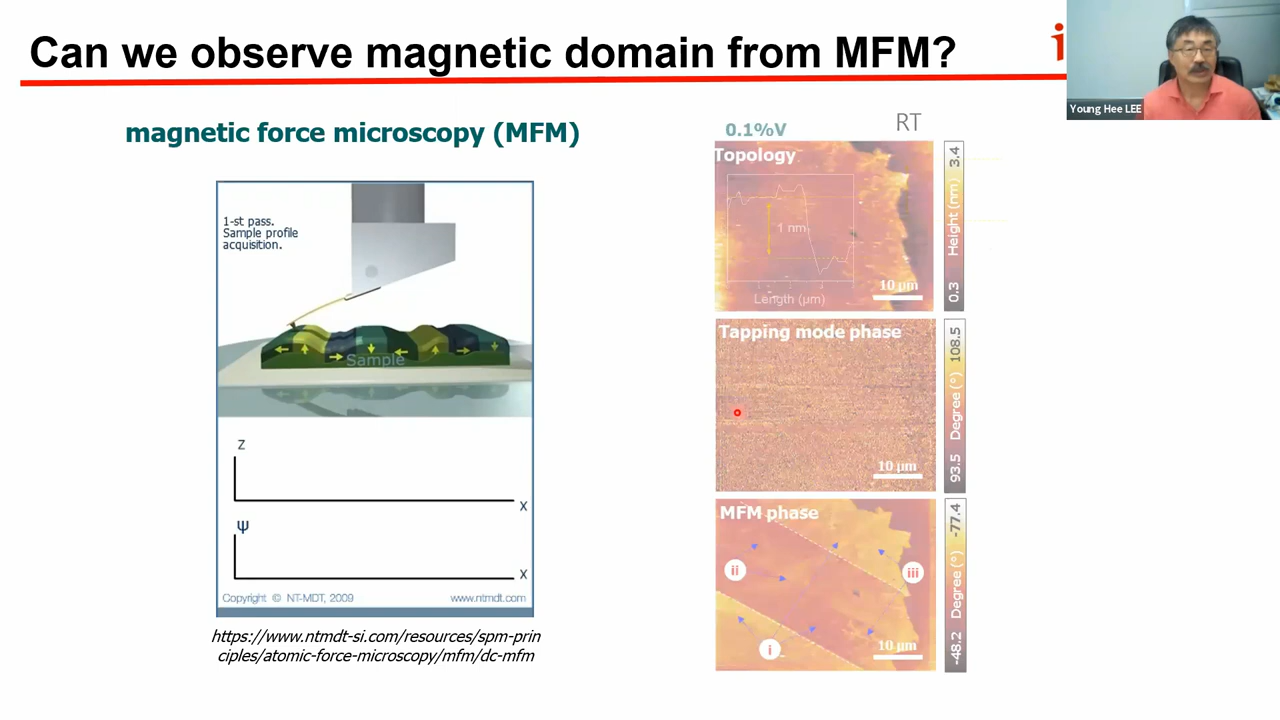 Can we observe magnetic domain from MFM?
i
Young Hee LEE
magnetic force microscopy (MFM)
1-st pass.
Sample profile
acquisition.
Sample
Z
X
Ψ
X
Copyright © NT-MDT, 2009
www.ntmdt.com
https://www.ntmdt-si.com/resources/spm-prin
ciples/atomic-force-microscopy/mfm/dc-mfm
0.1%V
RT
Topology
1 nm
Length (µm)
10 µm
0.3 Height (nm) 3.4
Tapping mode phase
10 µm
93.5 Degree (°) 108.5
MFM phase
ii
iii
i
10 µm
-48.2 Degree (°) -77.4